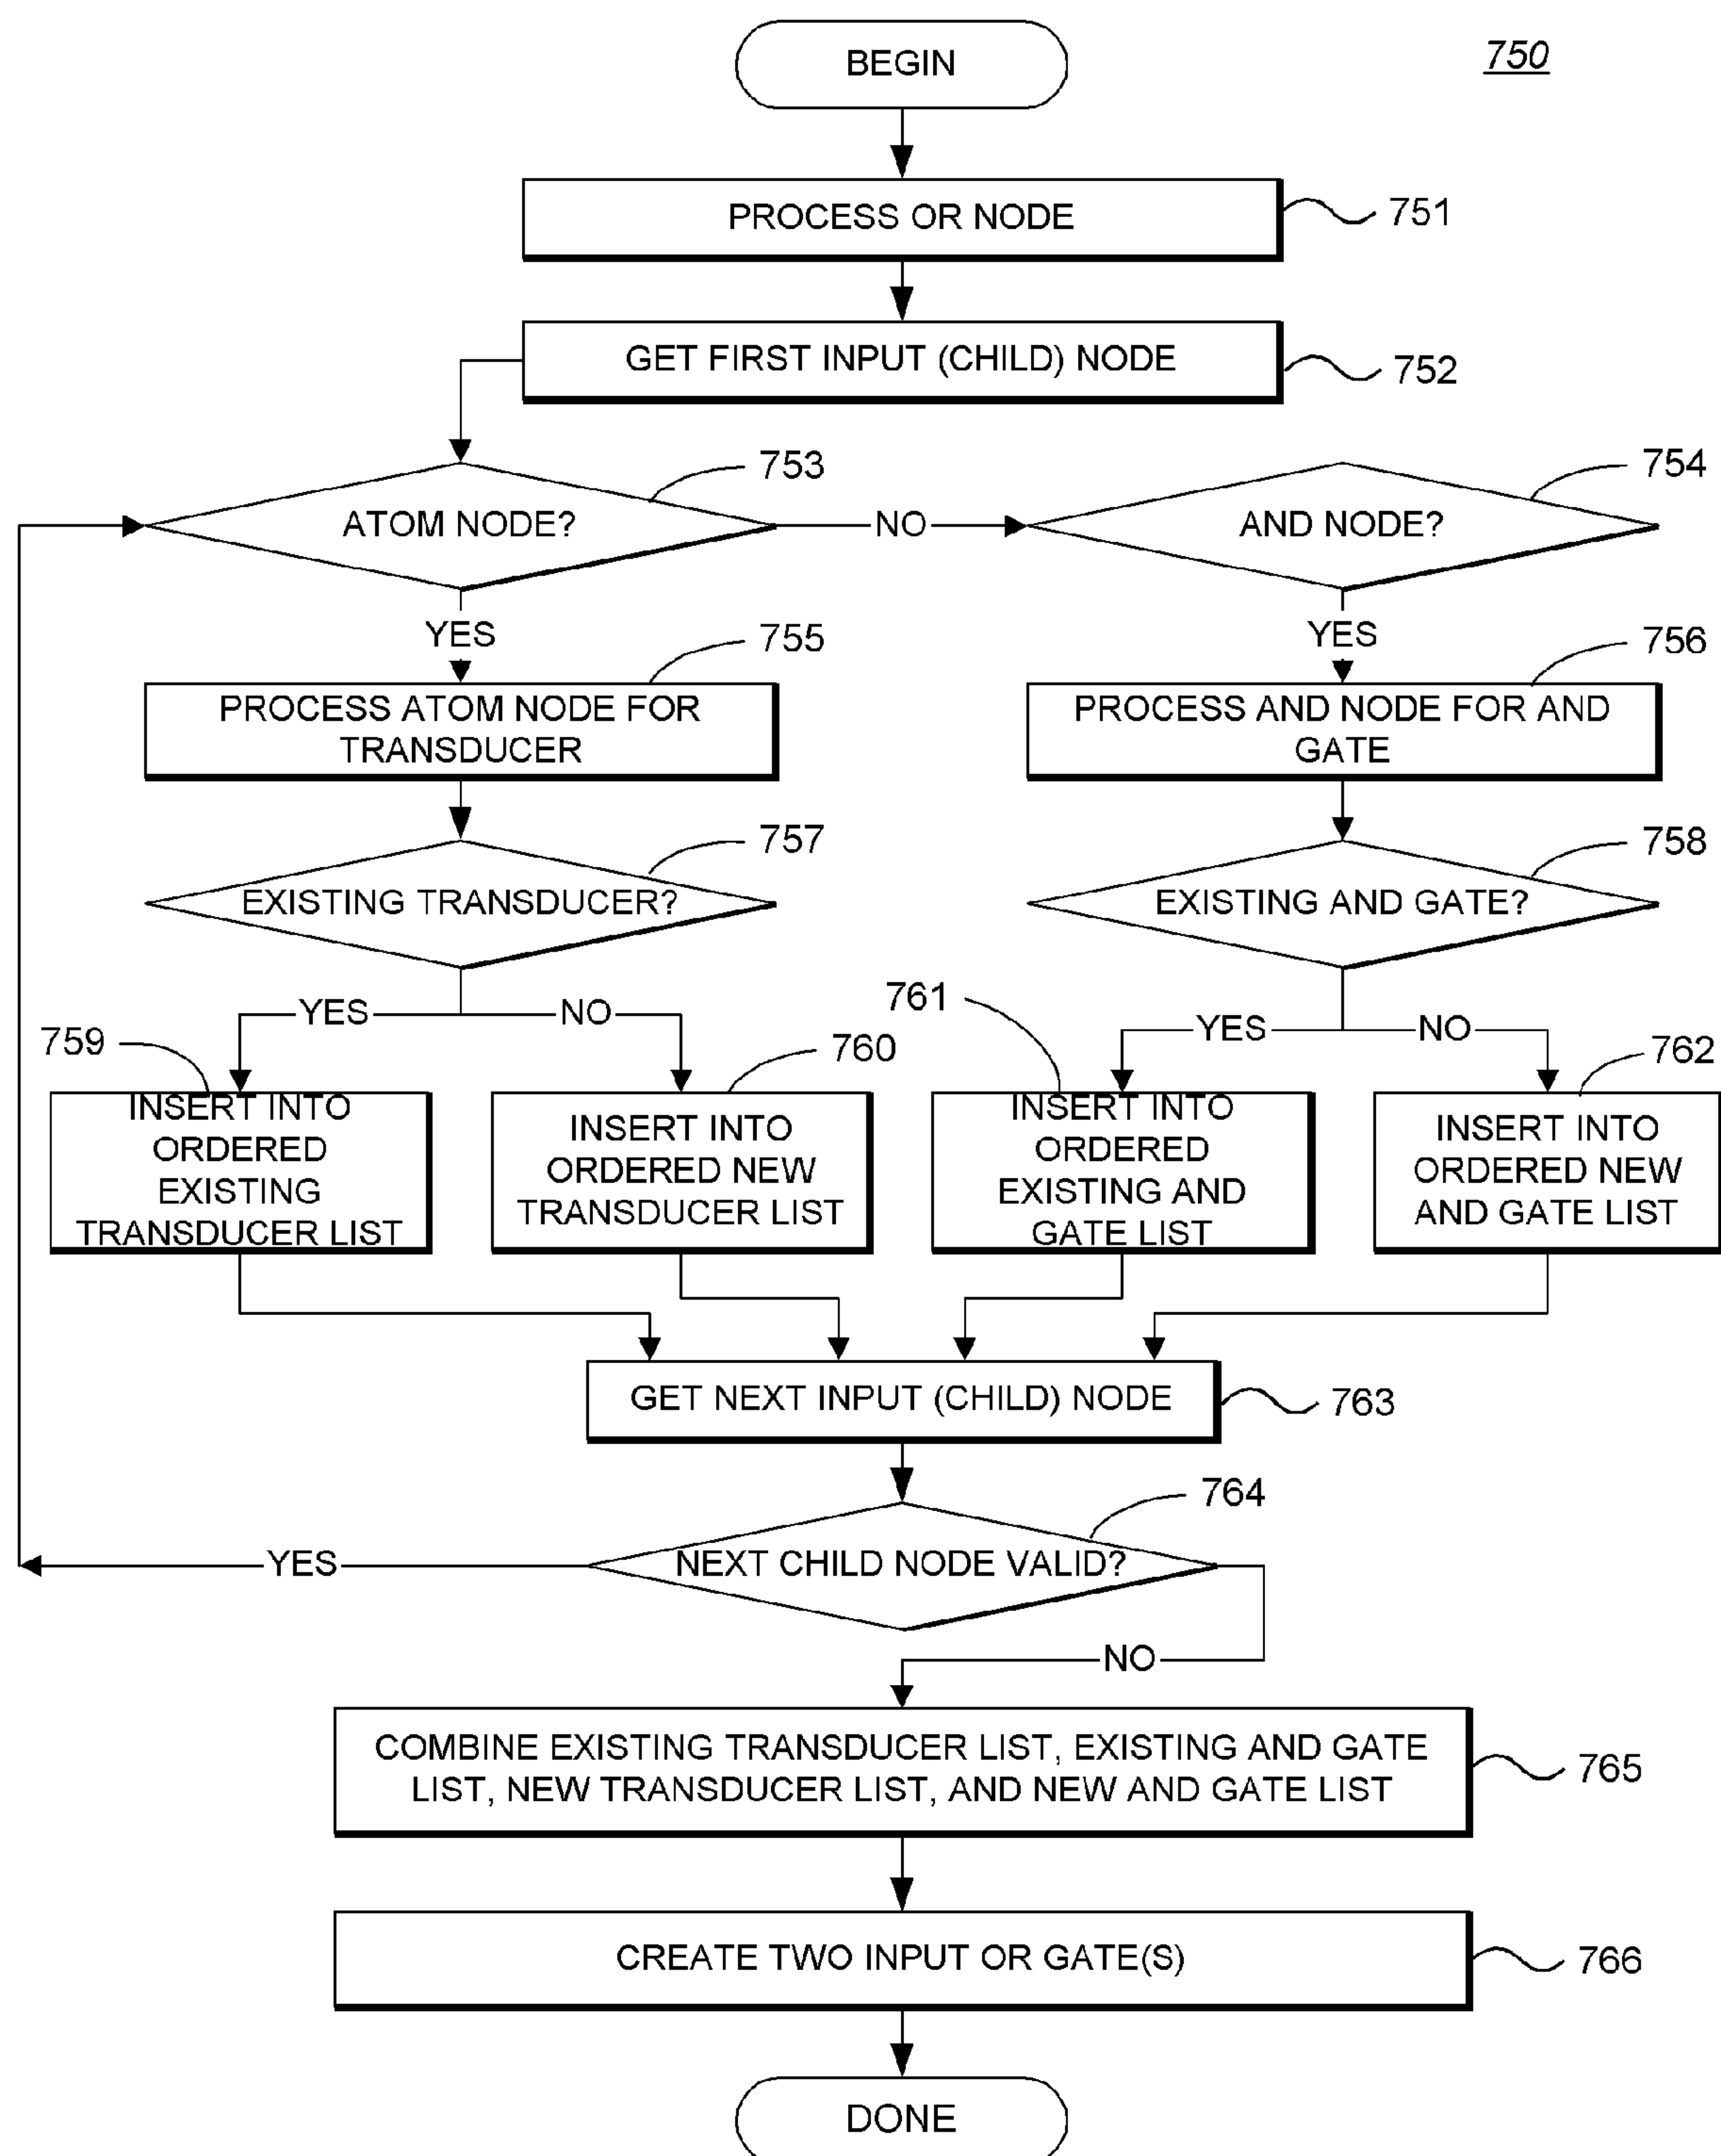 750
BEGIN
PROCESS OR NODE
751
GET FIRST INPUT (CHILD) NODE
752
753
754
ATOM NODE?
NO
AND NODE?
YES
YES
755
756
PROCESS ATOM NODE FOR
TRANSDUCER
PROCESS AND NODE FOR AND
GATE
757
758
EXISTING TRANSDUCER?
EXISTING AND GATE?
YES
NO
YES
NO
759
760
761
762
INSERT INTO
ORDERED
EXISTING
TRANSDUCER LIST
INSERT INTO
ORDERED NEW
TRANSDUCER LIST
INSERT INTO
ORDERED
EXISTING AND
GATE LIST
INSERT INTO
ORDERED NEW
AND GATE LIST
GET NEXT INPUT (CHILD) NODE
763
764
NEXT CHILD NODE VALID?
YES
NO
COMBINE EXISTING TRANSDUCER LIST, EXISTING AND GATE
LIST, NEW TRANSDUCER LIST, AND NEW AND GATE LIST
765
CREATE TWO INPUT OR GATE(S)
766
DONE